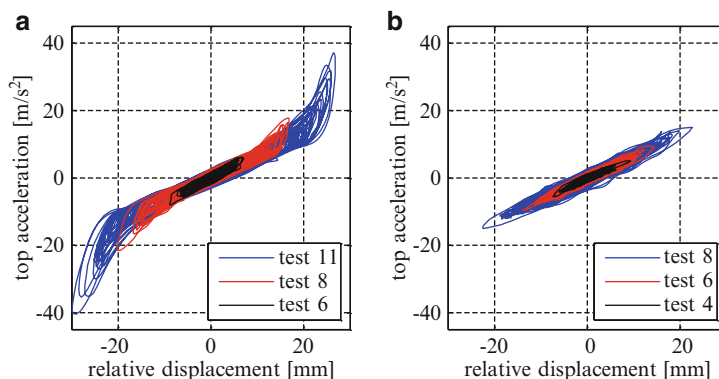 a
40
20
0
-20
-40
top acceleration [m/s²]
-20 0 20
relative displacement [mm]
test 11
test 8
test 6
b
40
20
0
-20
-40
top acceleration [m/s²]
-20 0 20
relative displacement [mm]
test 8
test 6
test 4